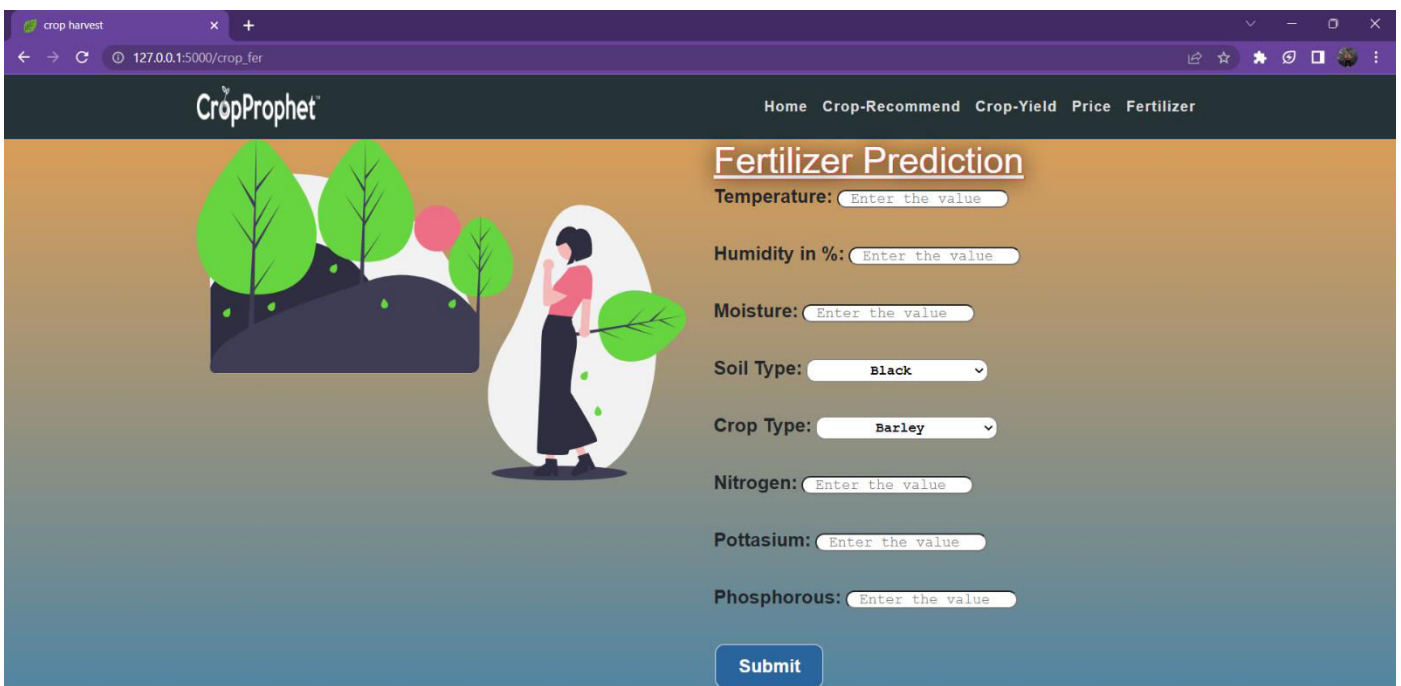 crop harvest
127.0.0.1:5000/crop_fer
CropProphet™
Home Crop-Recommend Crop-Yield Price Fertilizer
Fertilizer Prediction
Temperature: Enter the value
Humidity in %: Enter the value
Moisture: Enter the value
Soil Type: Black
Crop Type: Barley
Nitrogen: Enter the value
Pottasium: Enter the value
Phosphorous: Enter the value
Submit